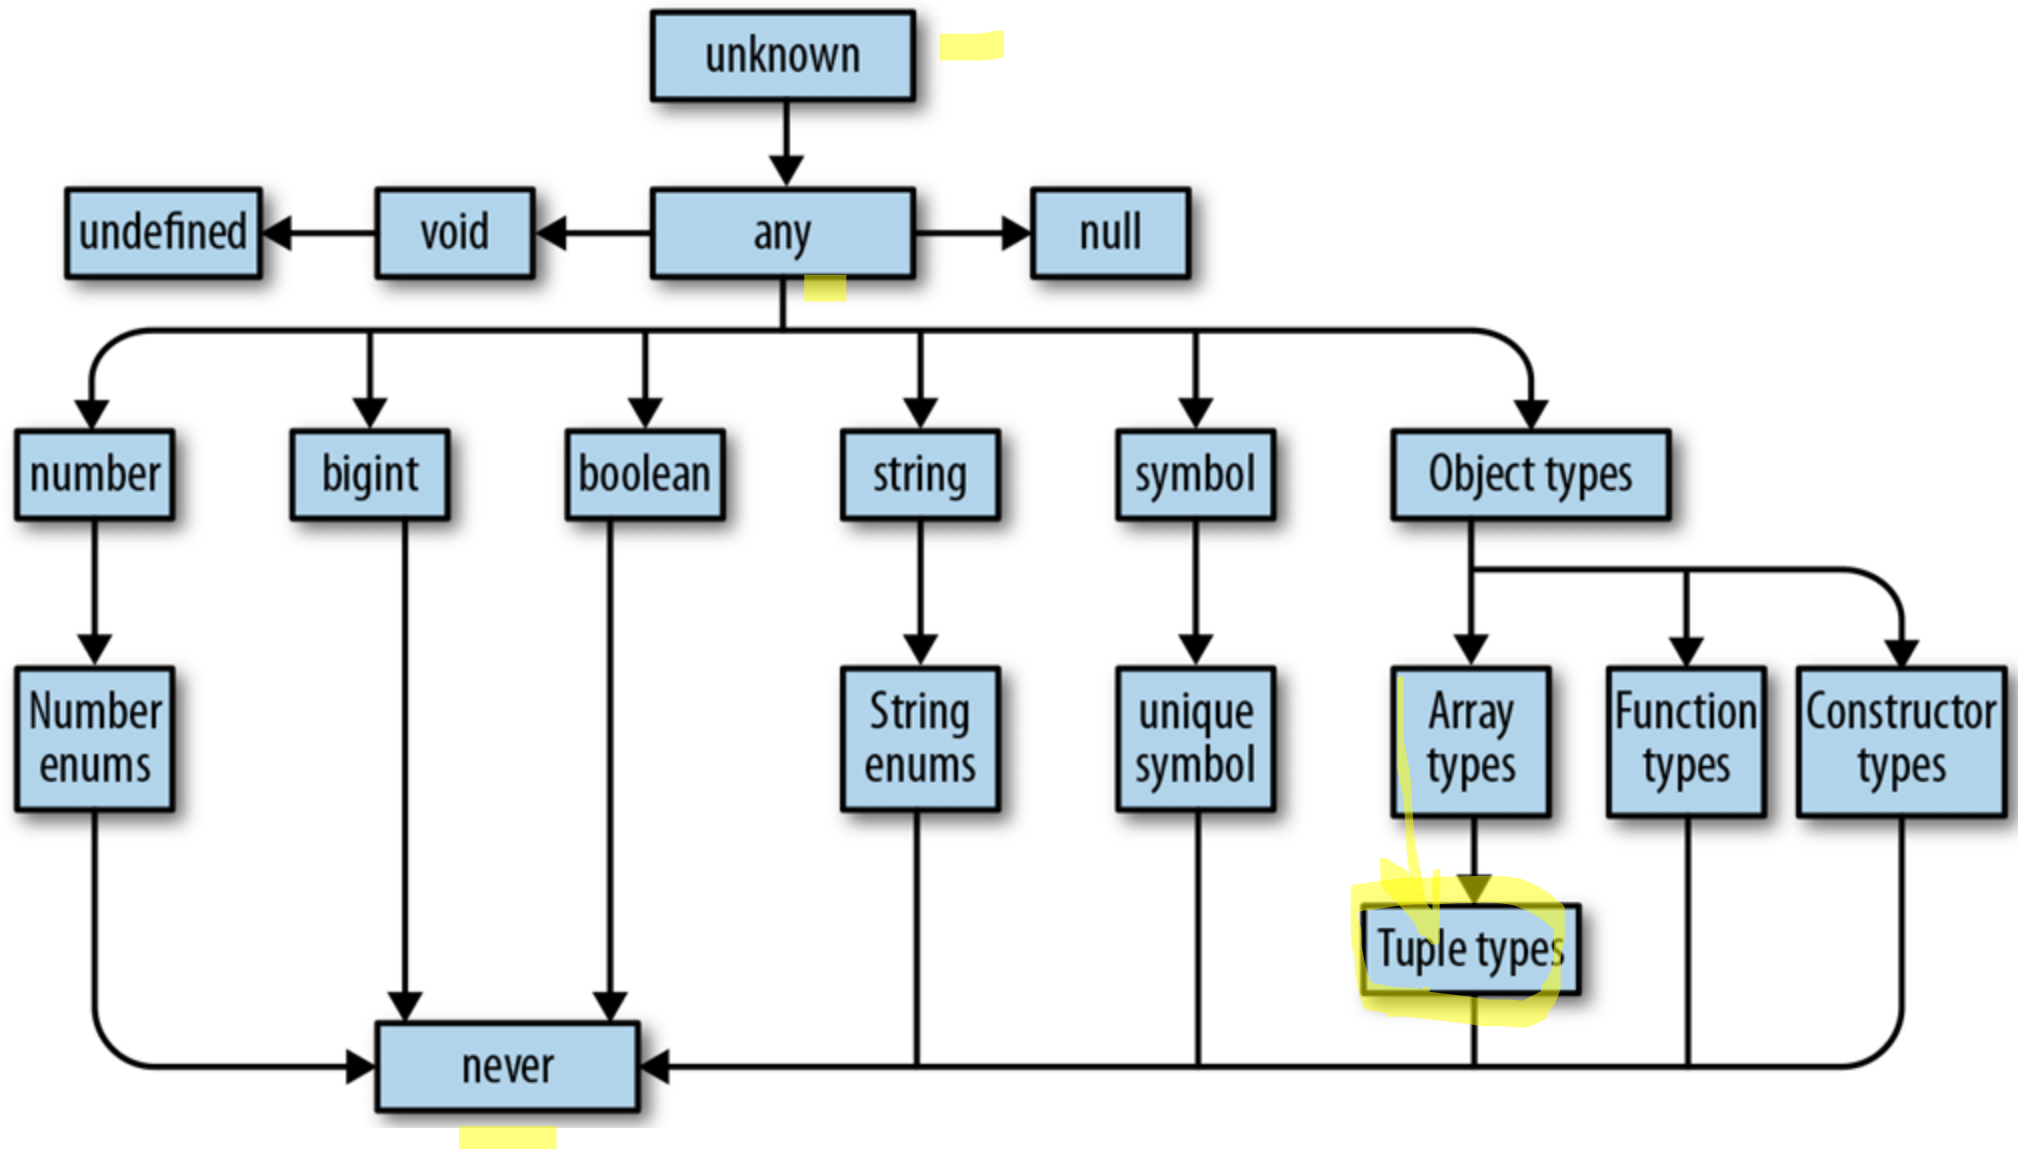 unknown
undefined
void
any
null
number
bigint
boolean
string
symbol
Object types
Number
enums
String
enums
unique
symbol
Array
types
Function
types
Constructor
types
Tuple types
never